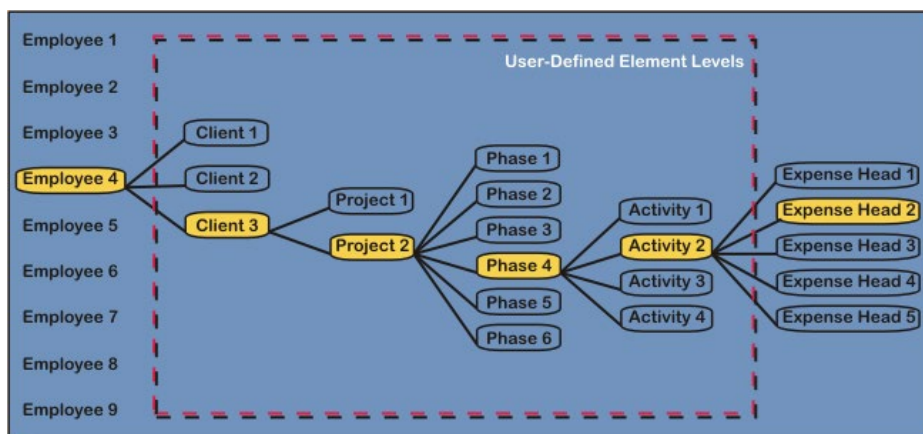 Employee 1
User-Defined Element Levels
Employee 2
Employee 3
Employee 4
Employee 5
Employee 6
Employee 7
Employee 8
Employee 9
Client 1
Client 2
Client 3
Project 1
Project 2
Phase 1
Phase 2
Phase 3
Phase 4
Phase 5
Phase 6
Activity 1
Activity 2
Activity 3
Activity 4
Expense Head 1
Expense Head 2
Expense Head 3
Expense Head 4
Expense Head 5